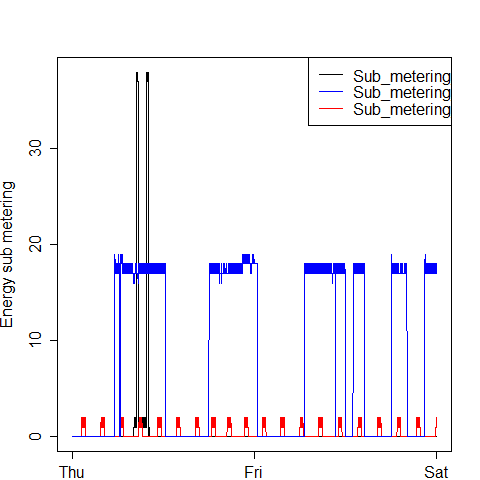 Sub_metering
Sub_metering
Sub_metering
Energy sub metering
30
20
10
0
Thu Fri Sat